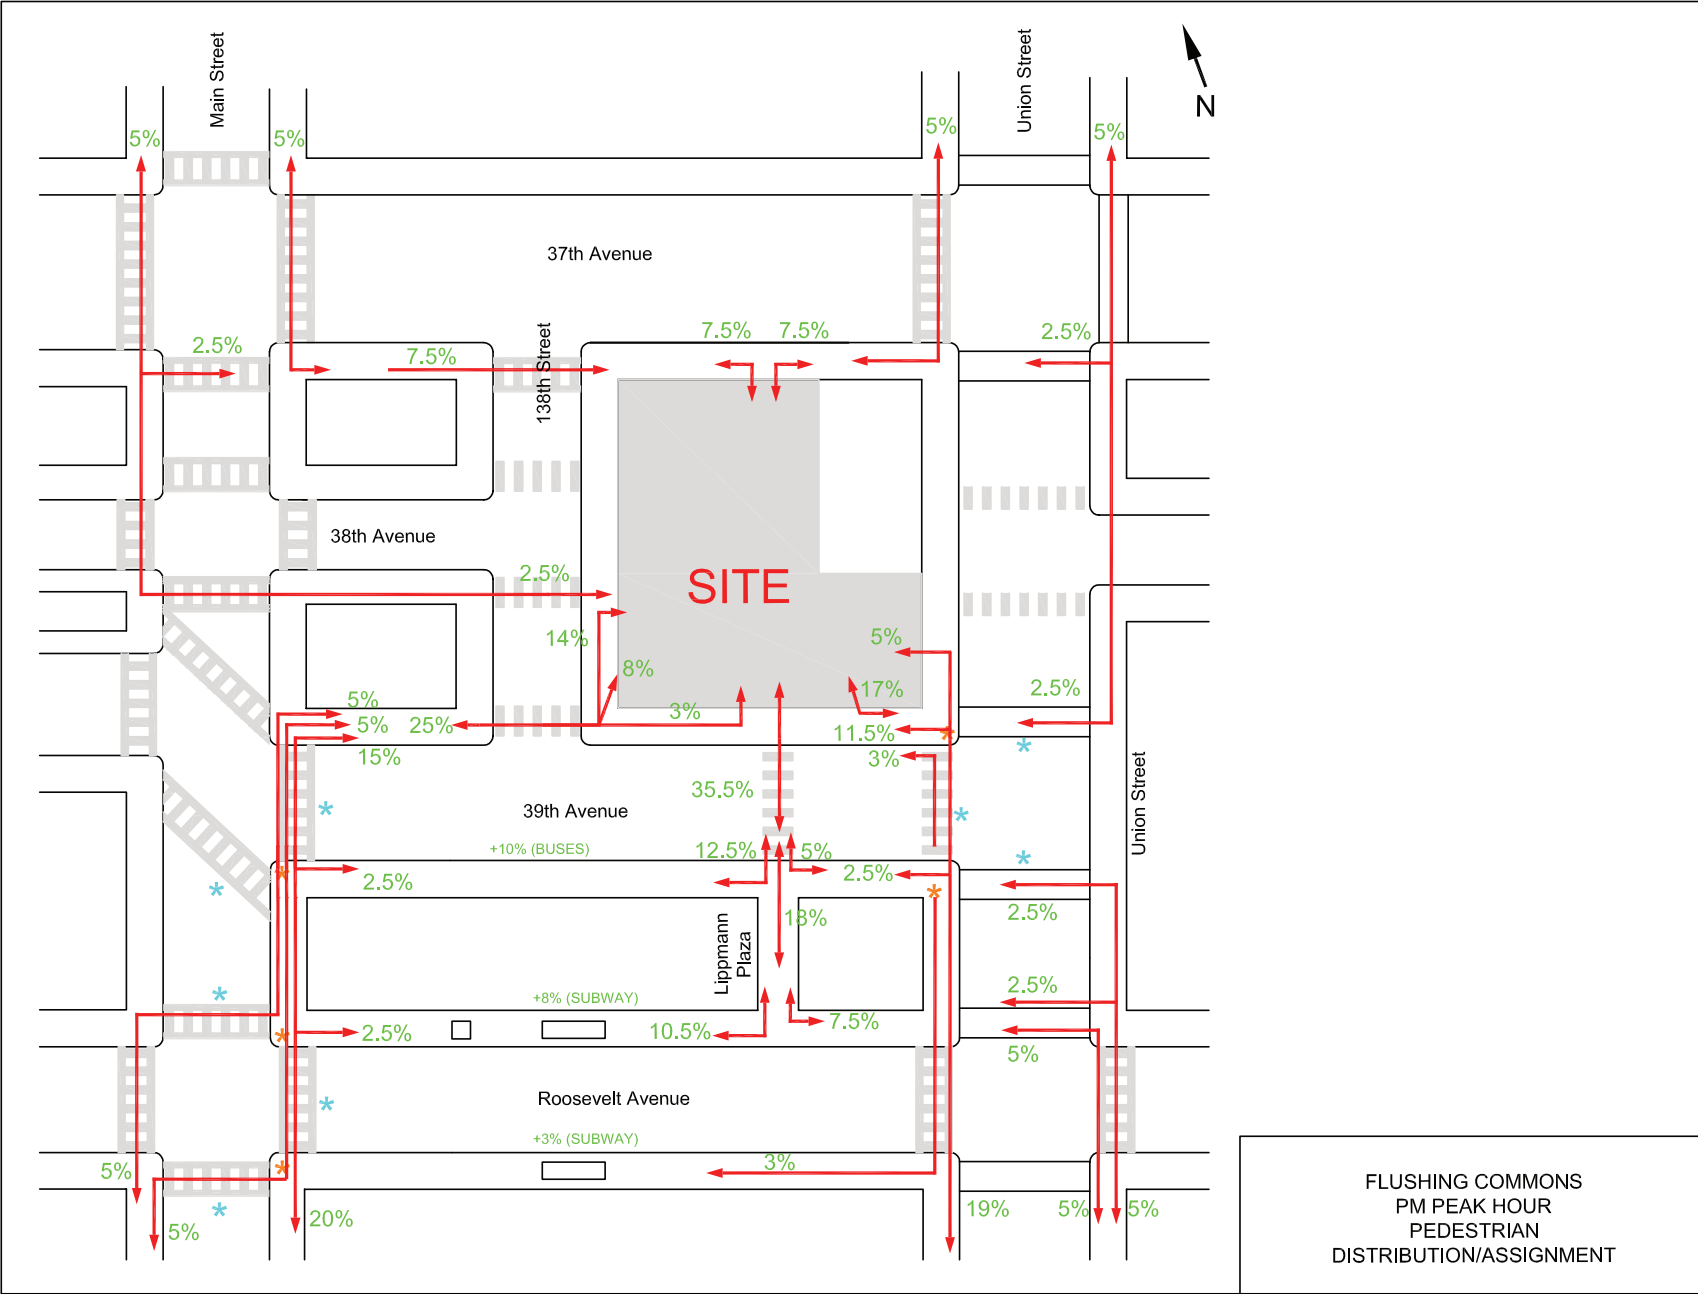 Main Street
Union Street
N
5%
5%
5%
5%
37th Avenue
2.5%
7.5%
138th Street
7.5%
7.5%
2.5%
38th Avenue
2.5%
SITE
14%
8%
5%
17%
2.5%
5%
5%
25%
3%
11.5%
*
*
15%
3%
35.5%
39th Avenue
*
*
Union Street
+10% (BUSES)
12.5%
5%
2.5%
*
*
2.5%
*
*
2.5%
18%
Lippmann
Plaza
2.5%
*
+8% (SUBWAY)
*
2.5%
10.5%
7.5%
5%
Roosevelt Avenue
*
+3% (SUBWAY)
5%
*
3%
*
5%
20%
19%
5%
5%
FLUSHING COMMONS
PM PEAK HOUR
PEDESTRIAN
DISTRIBUTION/ASSIGNMENT